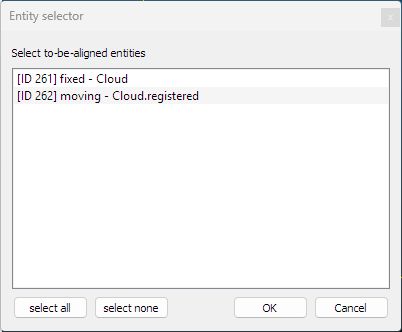 Entity selector
Select to-be-aligned entities
[ID 261] fixed - Cloud
[ID 262] moving - Cloud.registered
select all select none OK Cancel